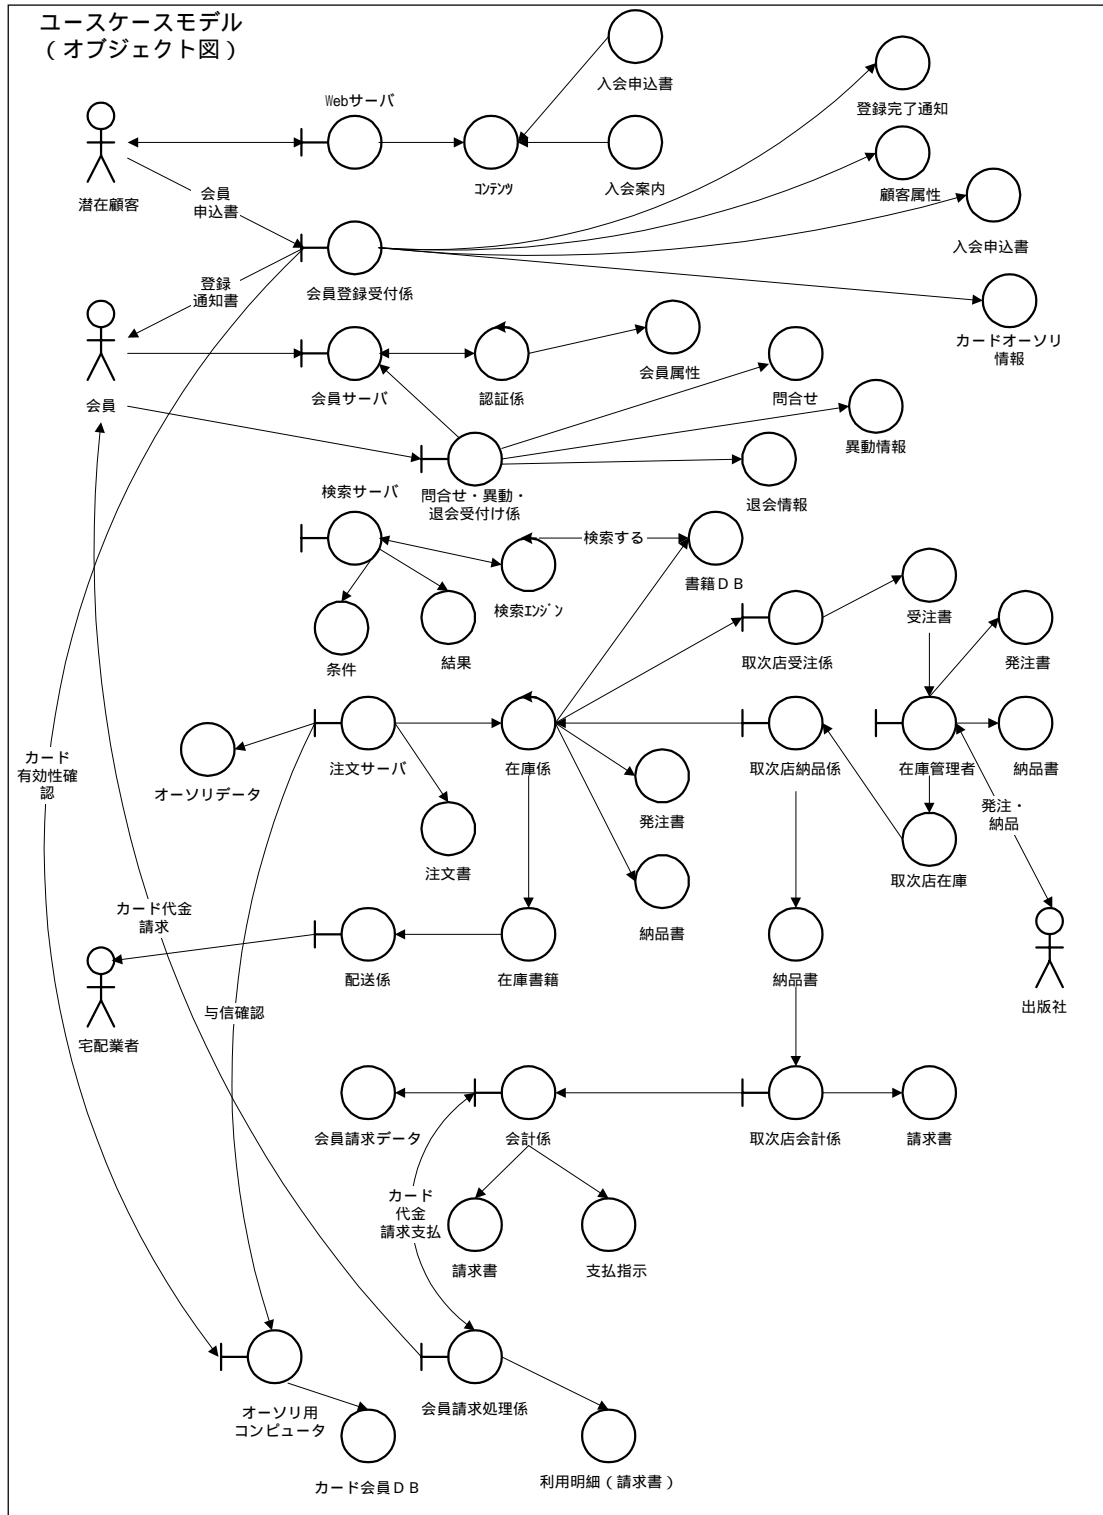 ユースケースモデル
（オブジェクト図）
入会申込書
登録完了通知
Webサーバ
コンテンツ
入会案内
顧客属性
潜在顧客
会員
申込書
入会申込書
会員登録受付係
登録
通知書
カードオーソリ
情報
会員属性
会員
会員サーバ
認証係
問合せ
異動情報
検索サーバ
問合せ・異動・
退会受付け係
退会情報
検索する
書籍ＤＢ
検索エンジン
条件
結果
取次店受注係
受注書
発注書
カード
有効性確
認
オーソリデータ
注文サーバ
在庫係
取次店納品係
在庫管理者
納品書
発注書
発注・
納品
注文書
取次店在庫
カード代金
請求
納品書
配送係
在庫書籍
納品書
出版社
与信確認
宅配業者
会員請求データ
会計係
取次店会計係
請求書
カード
代金
請求支払
請求書
支払指示
オーソリ用
コンピュータ
会員請求処理係
カード会員ＤＢ
利用明細（請求書）